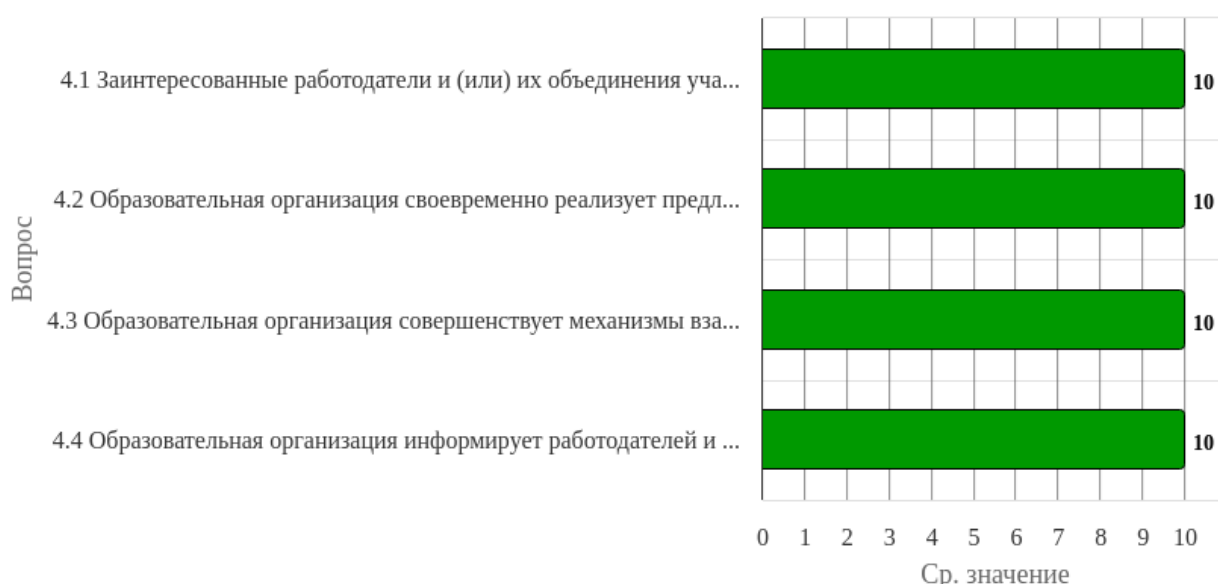 4.1 Заинтересованные работодатели и (или) их объединения уча...
10
4.2 Образовательная организация своевременно реализует предл...
10
4.3 Образовательная организация совершенствует механизмы вза...
10
4.4 Образовательная организация информирует работодателей и ...
10
Вопрос
0 1 2 3 4 5 6 7 8 9 10
Ср. значение